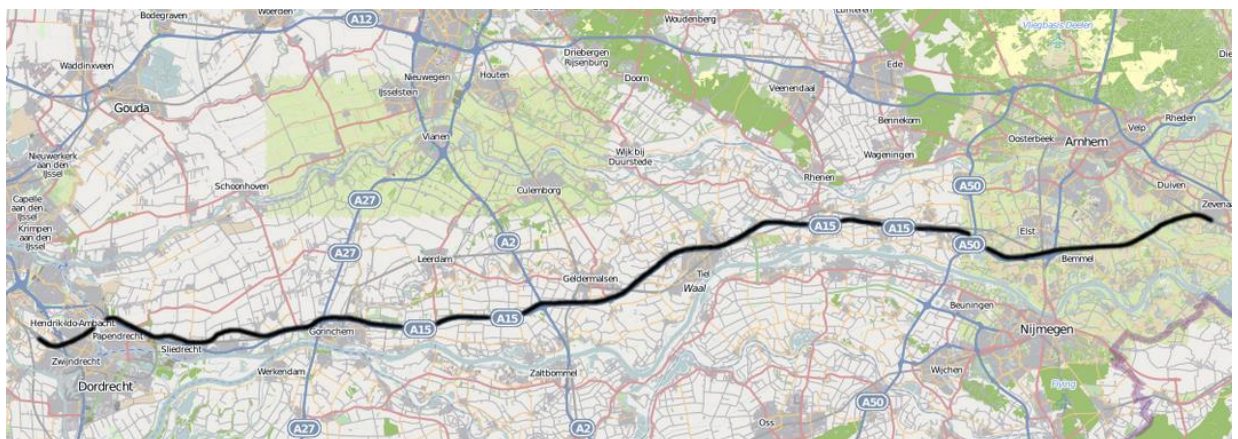 Bodegraven
Woerden
A12
Woudenberg
Lunteren
Vliegbasis Deelen
Waddinxveen
Driebergen
Rijsenburg
Ede
Gouda
Nieuwegein
Houten
Doorn
Veenendaal
IJsselstein
Rheden
Bennekom
Velp
Oosterbeek
Arnhem
Vianen
Nieuwerkerk
aan den
IJssel
Wijk bij
Duurstede
Wageningen
Rhenen
Duiven
Schoonhoven
Culemborg
A50
Capelle
aan den
IJssel
A27
Zevenaar
Krimpen
aan den
IJssel
A15
A15
Elst
A2
A50
A27
Leerdam
Bemmel
Geldermalsen
Tiel
Waal
Beuningen
A15
Hendrik-Ido-Ambacht
Papendrecht
Gorinchem
A15
Nijmegen
Sliedrecht
Zwijndrecht
Werkendam
Zaltbommel
Wijchen
Dordrecht
A50
Oss
A27
A2